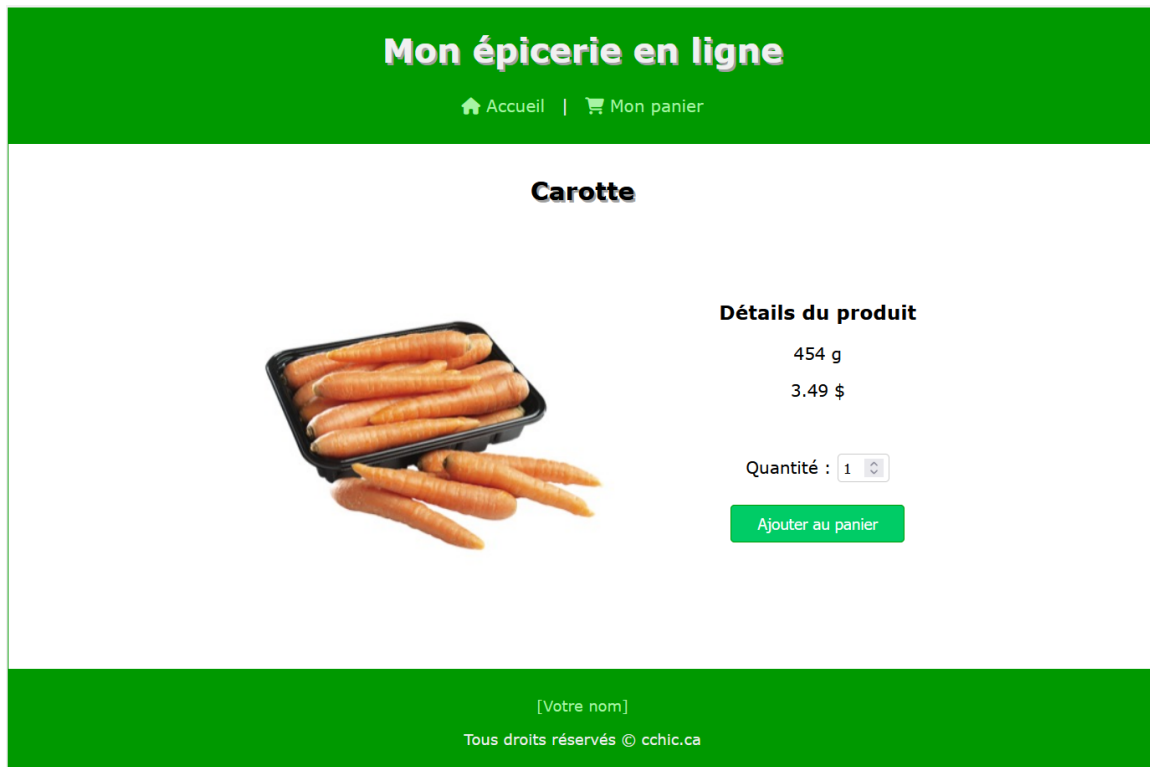 Mon épicerie en ligne
Accueil | Mon panier
Carotte
Détails du produit
454 g
3.49 $
Quantité : 1
Ajouter au panier
[Votre nom]
Tous droits réservés © cchic.ca